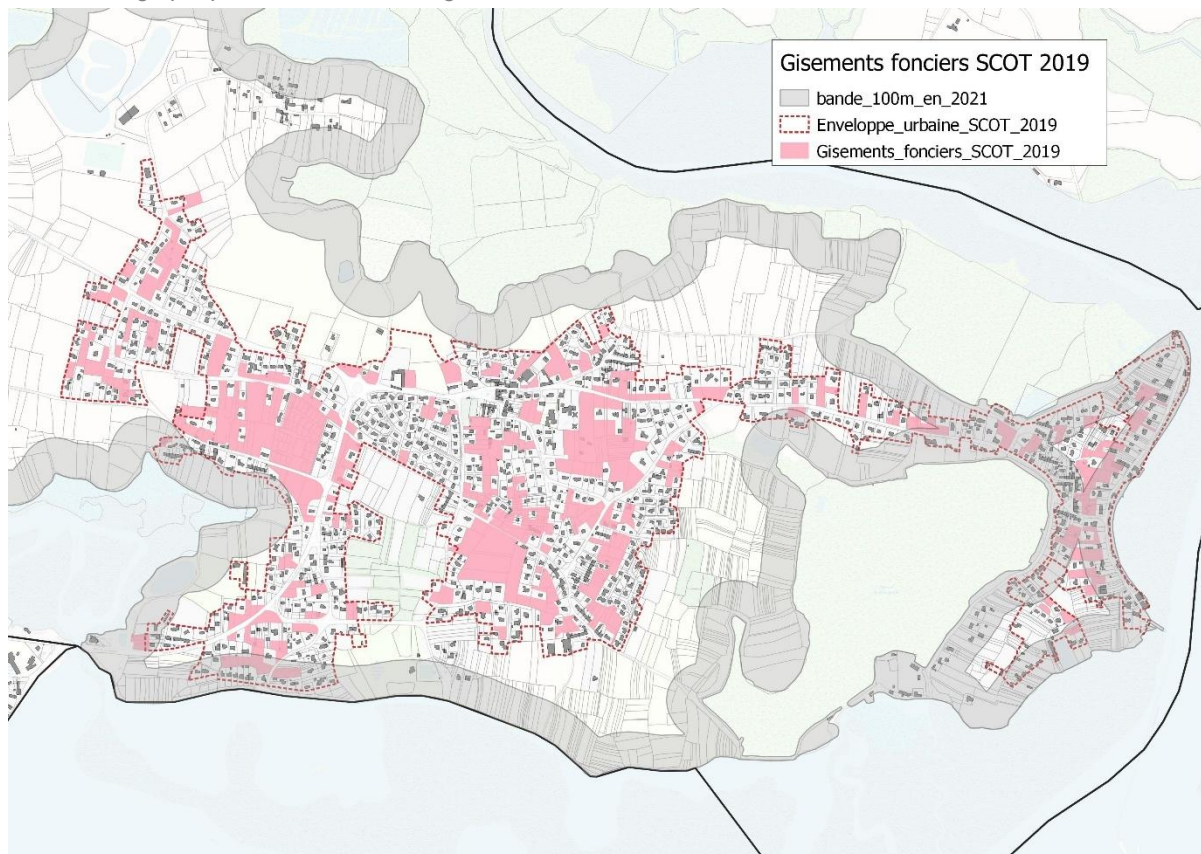 Gisements fonciers SCOT 2019
bande_100m_en_2021
Enveloppe_urbaine_SCOT_2019
Gisements_fonciers_SCOT_2019